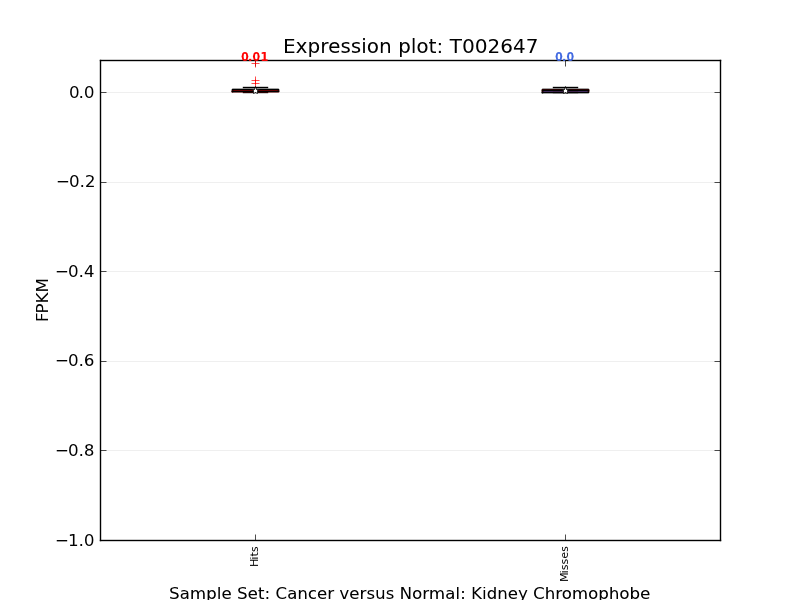 Expression plot: T002647
0.01
0.0
0.0
−0.2
−0.4
−0.6
−0.8
−1.0
FPKM
Hits
Misses
Sample Set: Cancer versus Normal: Kidney Chromophobe